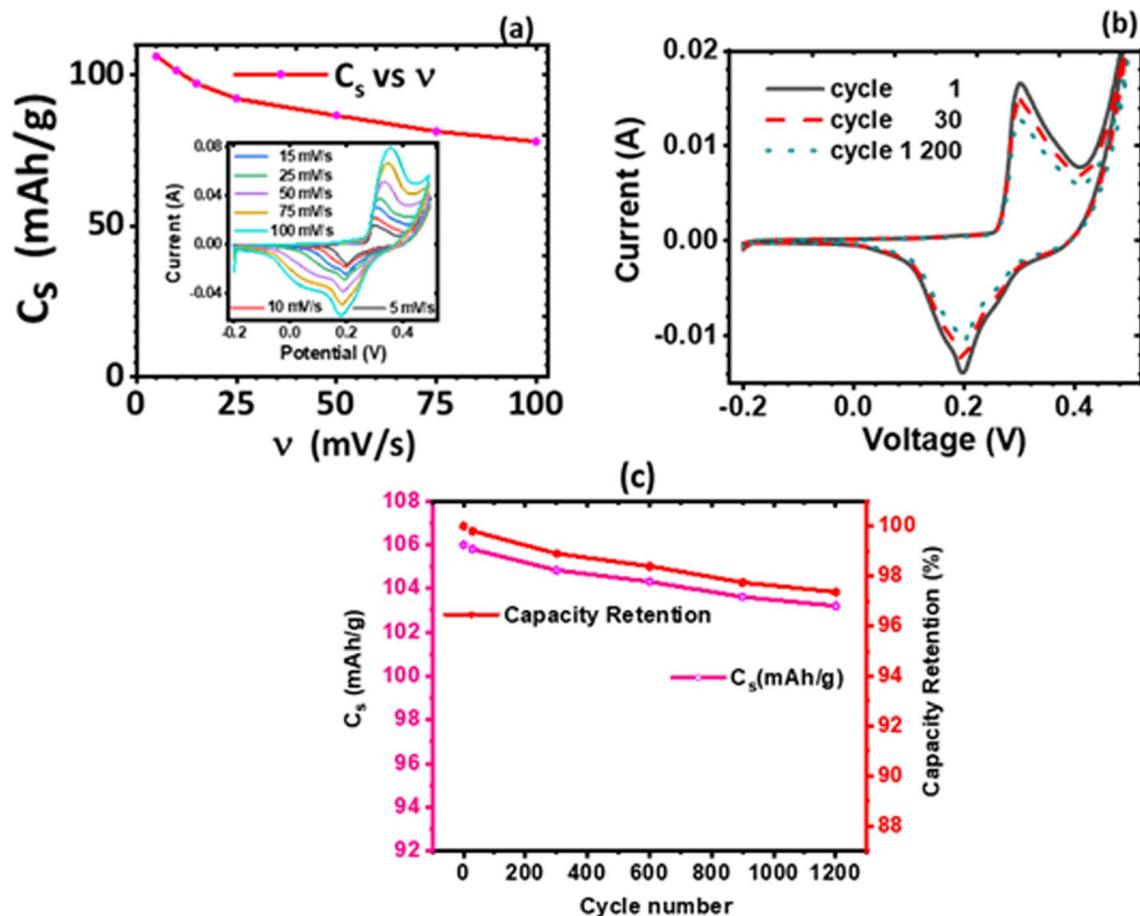 (a)
C_s (mAh/g)
100
50
0
C_s vs ν
0 25 50 75 100
ν (mV/s)
Current (A)
0.08
0.04
0.00
-0.04
15 mV/s
25 mV/s
50 mV/s
75 mV/s
100 mV/s
10 mV/s 5 mV/s
-0.2 0.0 0.2 0.4
Potential (V)
(b)
Current (A)
0.02
0.01
0.00
-0.01
cycle 1
cycle 30
cycle 1 200
-0.2 0.0 0.2 0.4
Voltage (V)
(c)
C_s (mAh/g)
108
106
104
102
100
98
96
94
92
Capacity Retention
C_s(mAh/g)
100
98
96
94
92
90
88
Capacity Retention (%)
0 200 400 600 800 1000 1200
Cycle number